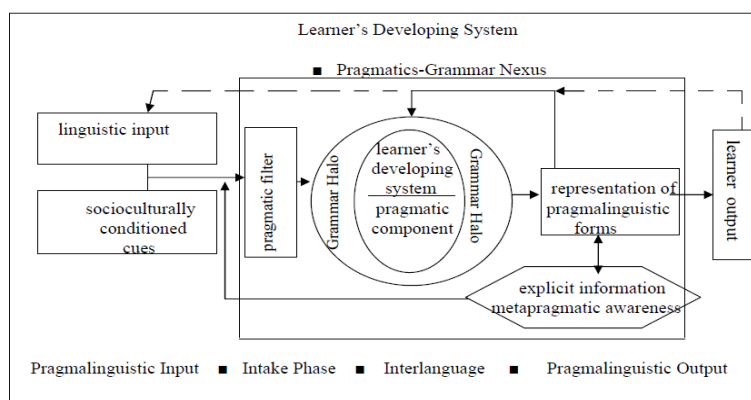 Learner's Developing System
■ Pragmatics-Grammar Nexus
linguistic input
socioculturally
conditioned
cues
pragmatic filter
Grammar Halo
learner's
developing
system
pragmatic
component
Grammar Halo
representation of
pragmalinguistic
forms
learner output
explicit information
metapragmatic awareness
Pragmalinguistic Input ■ Intake Phase ■ Interlanguage ■ Pragmalinguistic Output